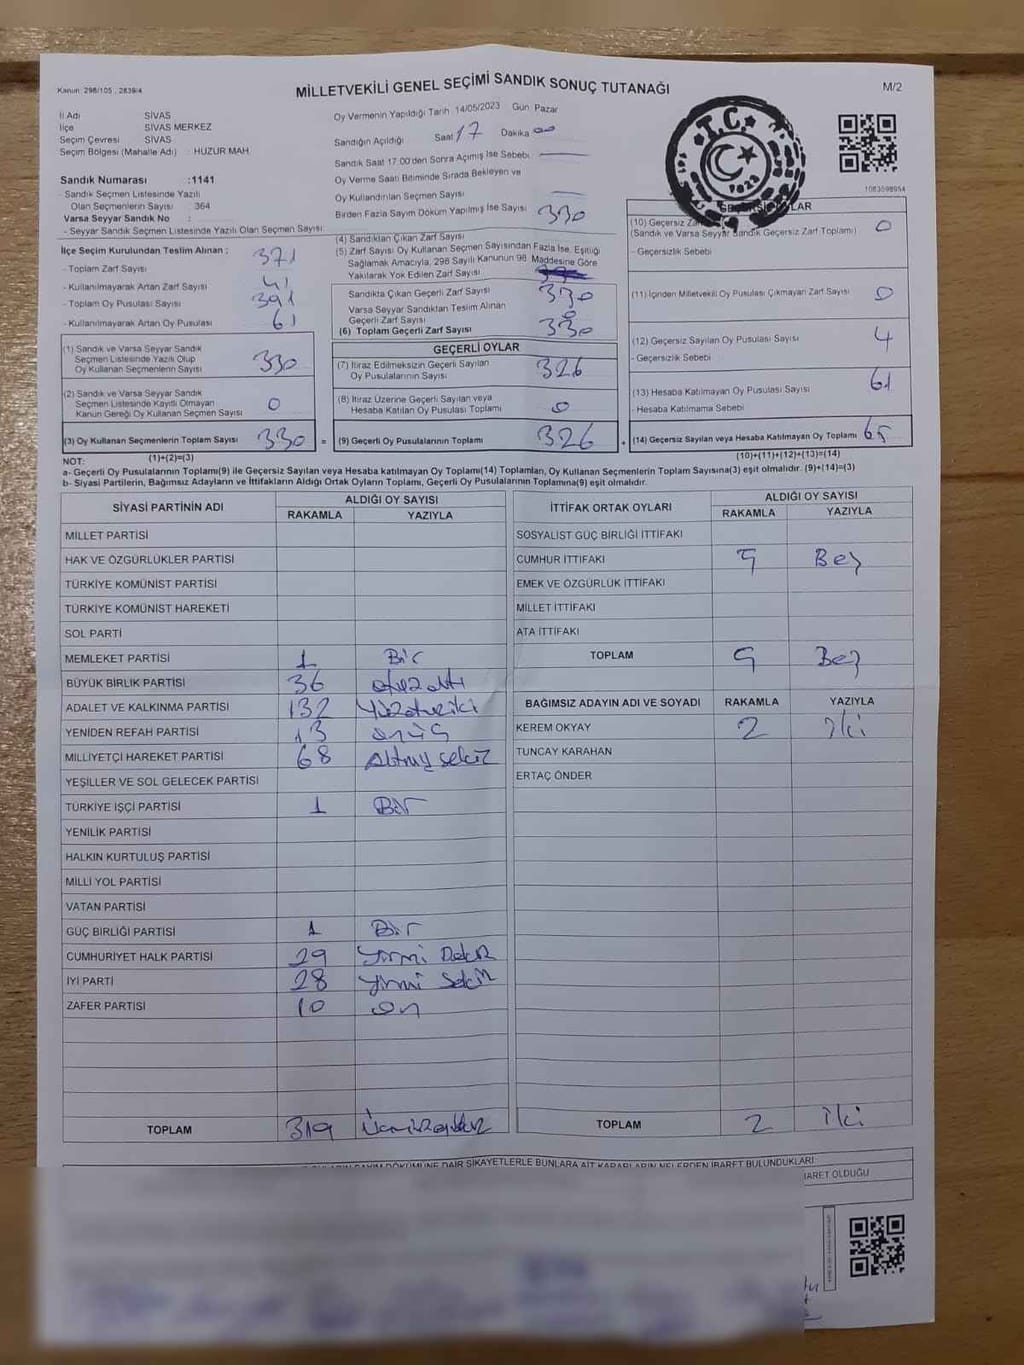 Kanun: 298/105 , 2839/4
MİLLETVEKİLİ GENEL SEÇİMİ SANDIK SONUÇ TUTANAĞI
M/2
İl Adı SİVAS
İlçe SİVAS MERKEZ
Seçim Çevresi SİVAS
Seçim Bölgesi (Mahalle Adı) : HUZUR MAH.
Sandık Numarası :1141
- Sandık Seçmen Listesinde Yazılı
Olan Seçmenlerin Sayısı : 364
Varsa Seyyar Sandık No :
- Seyyar Sandık Seçmen Listesinde Yazılı Olan Seçmen Sayısı:
Oy Vermenin Yapıldığı Tarih 14/05/2023 Gün: Pazar
Sandığın Açıldığı Saat 17 Dakika 00
Sandık Saat 17.00'den Sonra Açılmış İse Sebebi
Oy Verme Saati Bitiminde Sırada Bekleyen ve
Oy Kullandırılan Seçmen Sayısı
Birden Fazla Sayım Döküm Yapılmış İse Sayısı 330
T.C.
1923
1083598954
İlçe Seçim Kurulundan Teslim Alınan : 371
- Toplam Zarf Sayısı
- Kullanılmayarak Artan Zarf Sayısı 41
- Toplam Oy Pusulası Sayısı 391
- Kullanılmayarak Artan Oy Pusulası 61
(1) Sandık ve Varsa Seyyar Sandık
Seçmen Listesinde Yazılı Olup
Oy Kullanan Seçmenlerin Sayısı 330
(2) Sandık ve Varsa Seyyar Sandık
Seçmen Listesinde Kayıtlı Olmayan
Kanun Gereği Oy Kullanan Seçmen Sayısı 0
(3) Oy Kullanan Seçmenlerin Toplam Sayısı 330 =
(1)+(2)=(3)
(4) Sandıktan Çıkan Zarf Sayısı
(5) Zarf Sayısı Oy Kullanan Seçmen Sayısından Fazla İse, Eşitliği
Sağlamak Amacıyla, 298 Sayılı Kanunun 98. Maddesine Göre
Yakılarak Yok Edilen Zarf Sayısı
Sandıkta Çıkan Geçerli Zarf Sayısı 330
Varsa Seyyar Sandıktan Teslim Alınan
Geçerli Zarf Sayısı 0
(6) Toplam Geçerli Zarf Sayısı 330
GEÇERLİ OYLAR
(7) İtiraz Edilmeksizin Geçerli Sayılan
Oy Pusulalarının Sayısı 326
(8) İtiraz Üzerine Geçerli Sayılan veya
Hesaba Katılan Oy Pusulası Toplamı 0
(9) Geçerli Oy Pusulalarının Toplamı 326
GEÇERSİZ OYLAR
(10) Geçersiz Zarf
(Sandık ve Varsa Seyyar Sandık Geçersiz Zarf Toplamı) 0
- Geçersizlik Sebebi
(11) İçinden Milletvekili Oy Pusulası Çıkmayan Zarf Sayısı 0
(12) Geçersiz Sayılan Oy Pusulası Sayısı 4
- Geçersizlik Sebebi
(13) Hesaba Katılmayan Oy Pusulası Sayısı 61
- Hesaba Katılmama Sebebi
(14) Geçersiz Sayılan veya Hesaba Katılmayan Oy Toplamı 65
(10)+(11)+(12)+(13)=(14)
NOT:
a- Geçerli Oy Pusulalarının Toplamı(9) ile Geçersiz Sayılan veya Hesaba katılmayan Oy Toplamı(14) Toplamları, Oy Kullanan Seçmenlerin Toplam Sayısına(3) eşit olmalıdır. (9)+(14)=(3)
b- Siyasi Partilerin, Bağımsız Adayların ve İttifakların Aldığı Ortak Oyların Toplamı, Geçerli Oy Pusulalarının Toplamına(9) eşit olmalıdır.
SİYASİ PARTİNİN ADI ALDIĞI OY SAYISI
RAKAMLA YAZIYLA
MİLLET PARTİSİ
HAK VE ÖZGÜRLÜKLER PARTİSİ
TÜRKİYE KOMÜNİST PARTİSİ
TÜRKİYE KOMÜNİST HAREKETİ
SOL PARTİ
MEMLEKET PARTİSİ 1 Bir
BÜYÜK BİRLİK PARTİSİ 36 otuzaltı
ADALET VE KALKINMA PARTİSİ 132 Yüzotuziki
YENİDEN REFAH PARTİSİ 13 onüç
MİLLİYETÇİ HAREKET PARTİSİ 68 Altmış sekiz
YEŞİLLER VE SOL GELECEK PARTİSİ
TÜRKİYE İŞÇİ PARTİSİ 1 Bir
YENİLİK PARTİSİ
HALKIN KURTULUŞ PARTİSİ
MİLLİ YOL PARTİSİ
VATAN PARTİSİ
GÜÇ BİRLİĞİ PARTİSİ 1 Bir
CUMHURİYET HALK PARTİSİ 29 yirmi Dokuz
İYİ PARTİ 28 yirmi Sekiz
ZAFER PARTİSİ 10 on
TOPLAM 319 Üçyüzondokuz
İTTİFAK ORTAK OYLARI ALDIĞI OY SAYISI
RAKAMLA YAZIYLA
SOSYALİST GÜÇ BİRLİĞİ İTTİFAKI
CUMHUR İTTİFAKI 5 Beş
EMEK VE ÖZGÜRLÜK İTTİFAKI
MİLLET İTTİFAKI
ATA İTTİFAKI
TOPLAM 5 Beş
BAĞIMSIZ ADAYIN ADI VE SOYADI RAKAMLA YAZIYLA
KEREM OKYAY 2 iki
TUNCAY KARAHAN
ERTAÇ ÖNDER
TOPLAM 2 iki
SAYIM DÖKÜMÜNE DAİR ŞİKAYETLERLE BUNLARA AİT KARARLARIN NELERDEN İBARET BULUNDUKLARI
İBARET OLDUĞU